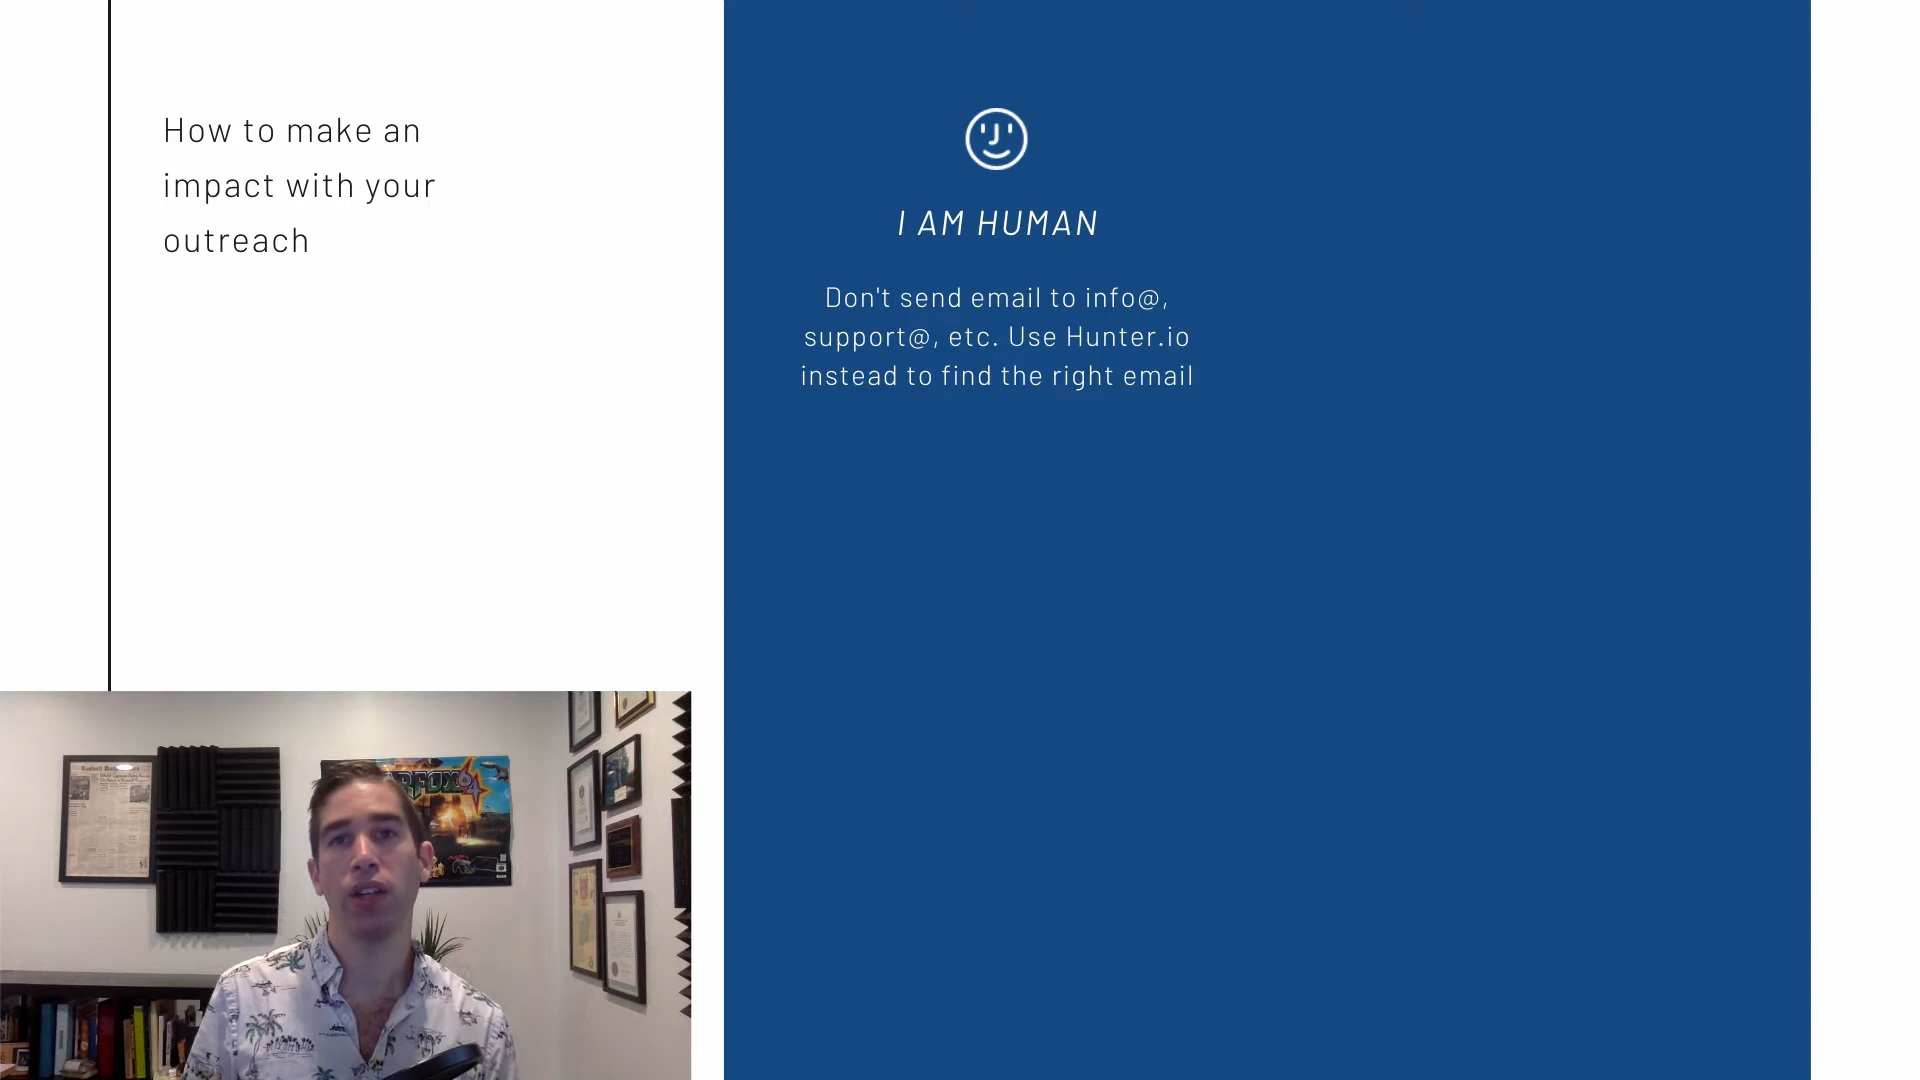 How to make an
impact with your
outreach
I AM HUMAN
Don't send email to info@,
support@, etc. Use Hunter.io
instead to find the right email